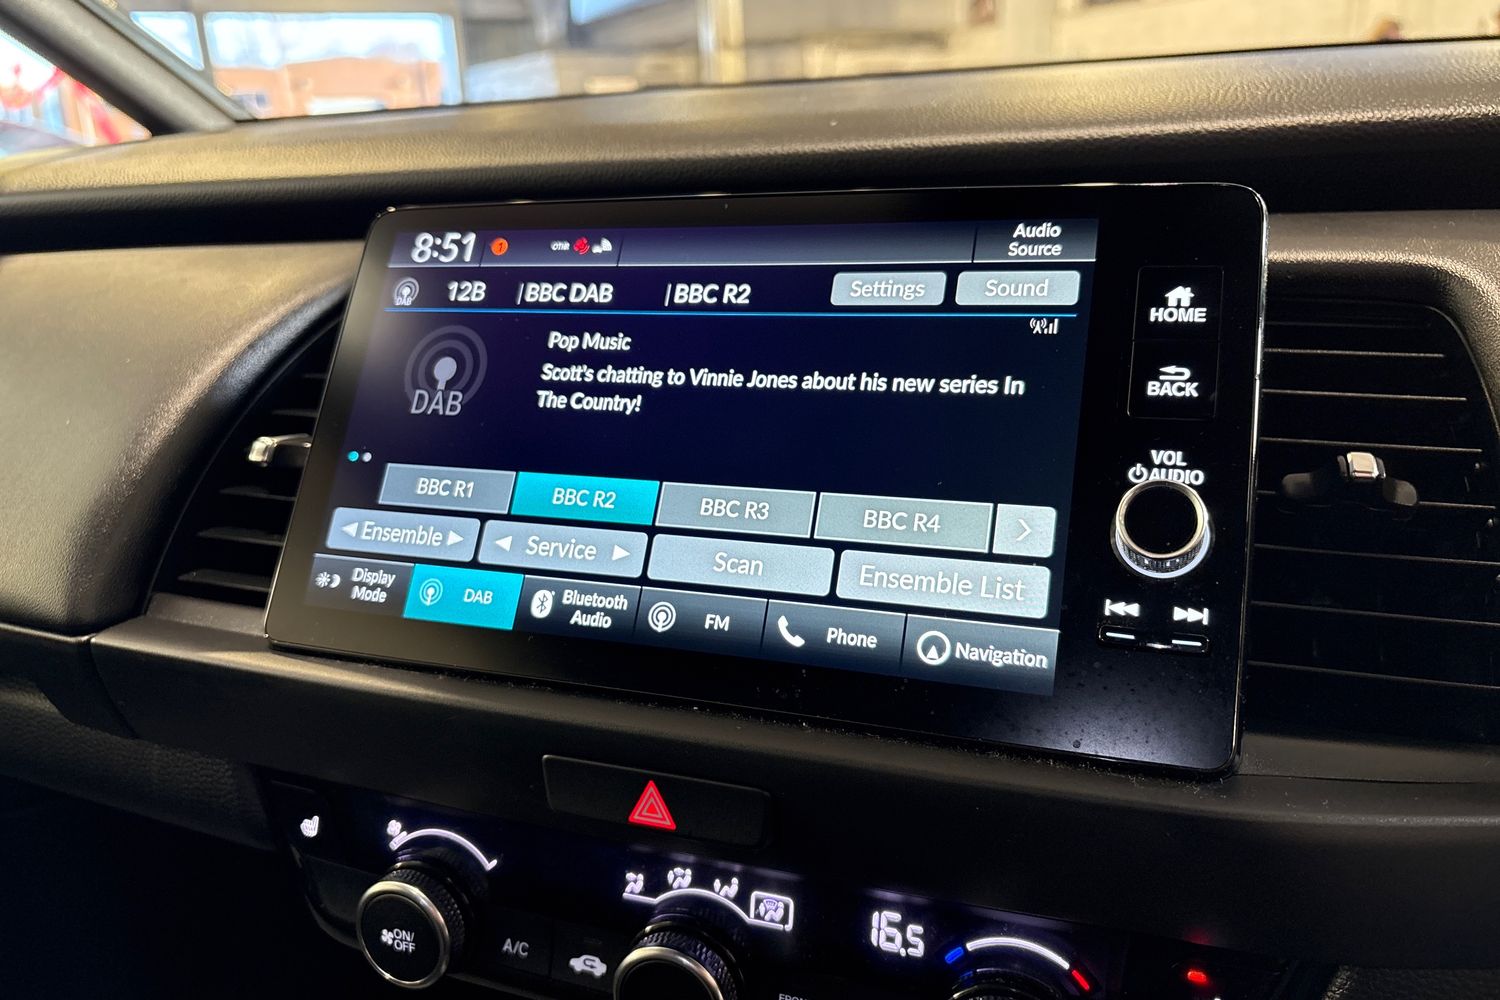 8:51
1
Audio
Source
DAB
12B
|BBC DAB
|BBC R2
Settings
Sound
Pop Music
Scott's chatting to Vinnie Jones about his new series In
The Country!
DAB
BBC R1
BBC R2
BBC R3
BBC R4
Ensemble
Service
Scan
Ensemble List
Display
Mode
DAB
Bluetooth
Audio
FM
Phone
Navigation
HOME
BACK
VOL
AUDIO
ON/
OFF
A/C
16.5